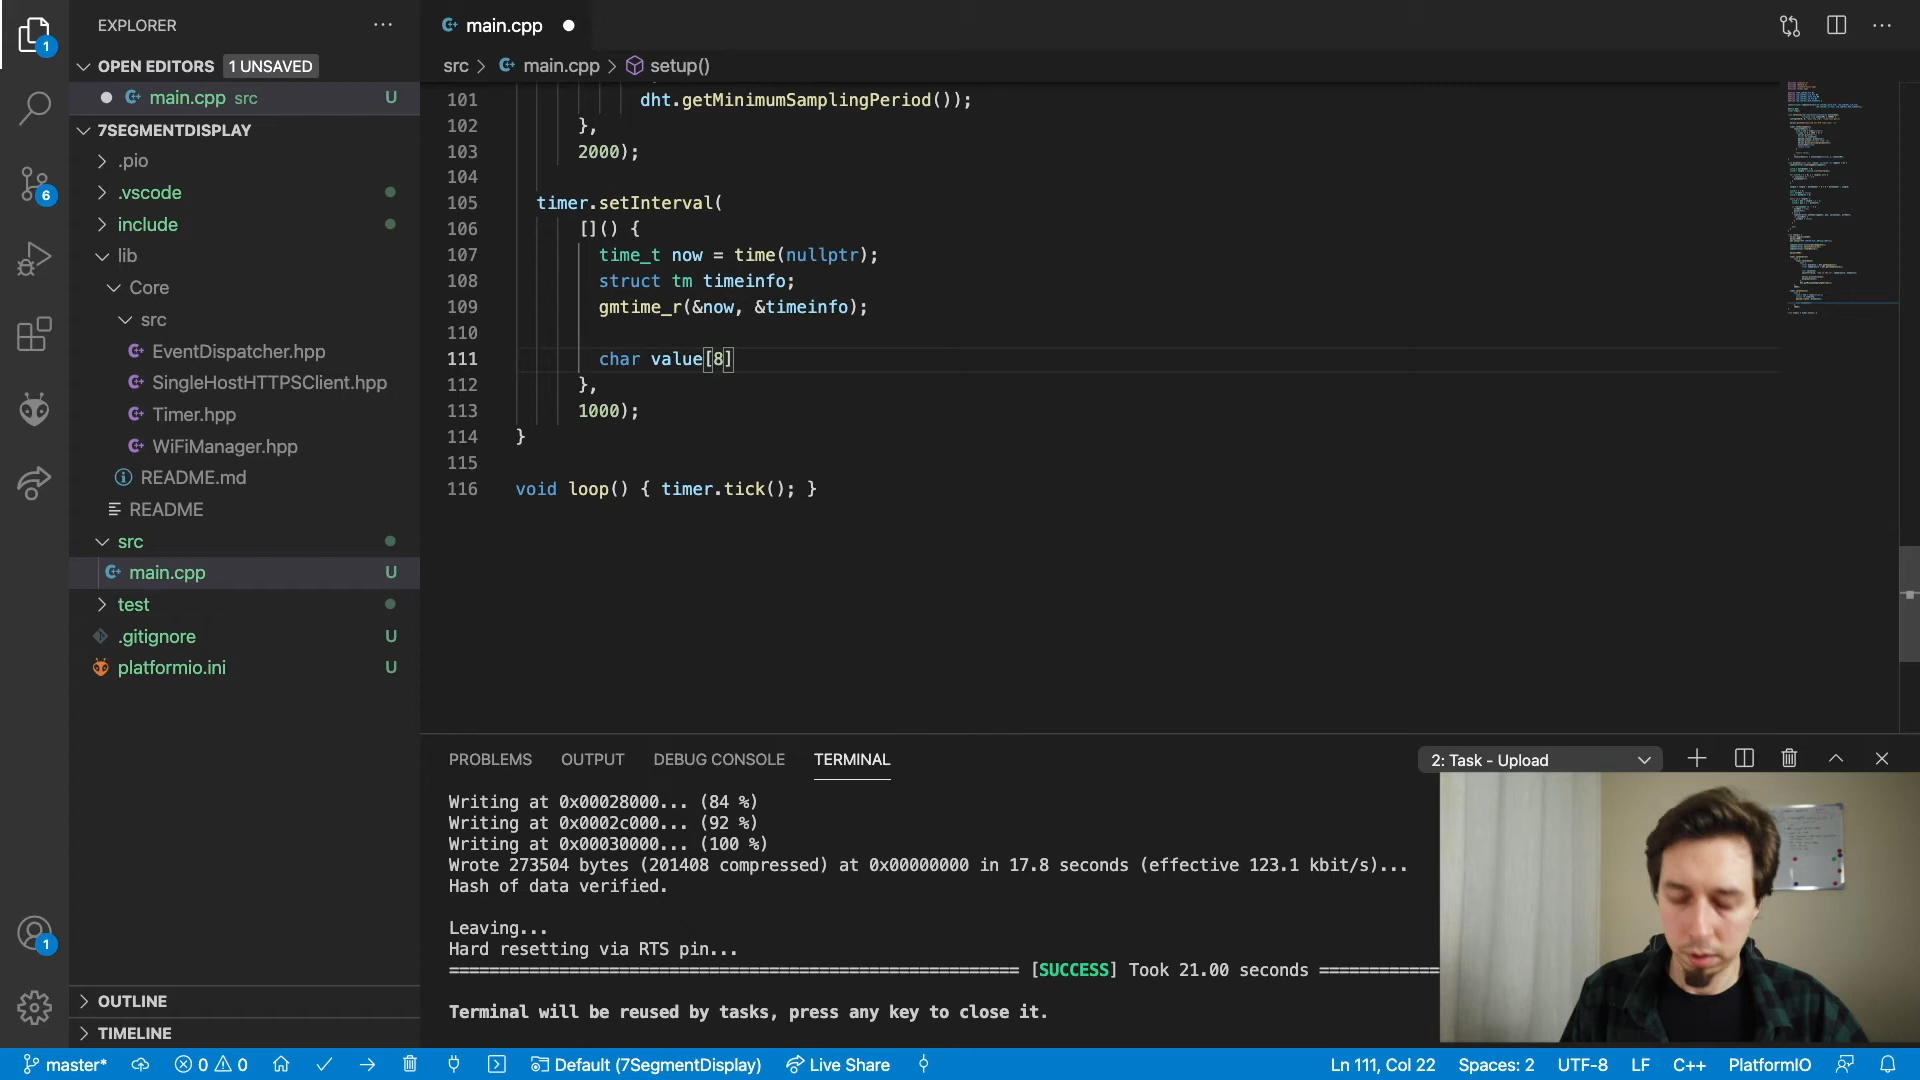 EXPLORER
OPEN EDITORS 1 UNSAVED
main.cpp src U
7SEGMENTDISPLAY
.pio
.vscode
include
lib
Core
src
EventDispatcher.hpp
SingleHostHTTPSClient.hpp
Timer.hpp
WiFiManager.hpp
README.md
README
src
main.cpp U
test
.gitignore U
platformio.ini U
OUTLINE
TIMELINE
1
6
1
main.cpp
src > main.cpp > setup()
101 dht.getMinimumSamplingPeriod());
102 },
103 2000);
104
105 timer.setInterval(
106 []() {
107 time_t now = time(nullptr);
108 struct tm timeinfo;
109 gmtime_r(&now, &timeinfo);
110
111 char value[8]
112 },
113 1000);
114 }
115
116 void loop() { timer.tick(); }
PROBLEMS OUTPUT DEBUG CONSOLE TERMINAL 2: Task - Upload
Writing at 0x00028000... (84 %)
Writing at 0x0002c000... (92 %)
Writing at 0x00030000... (100 %)
Wrote 273504 bytes (201408 compressed) at 0x00000000 in 17.8 seconds (effective 123.1 kbit/s)...
Hash of data verified.
Leaving...
Hard resetting via RTS pin...
[SUCCESS] Took 21.00 seconds
Terminal will be reused by tasks, press any key to close it.
master* 0 0 Default (7SegmentDisplay) Live Share Ln 111, Col 22 Spaces: 2 UTF-8 LF C++ PlatformIO